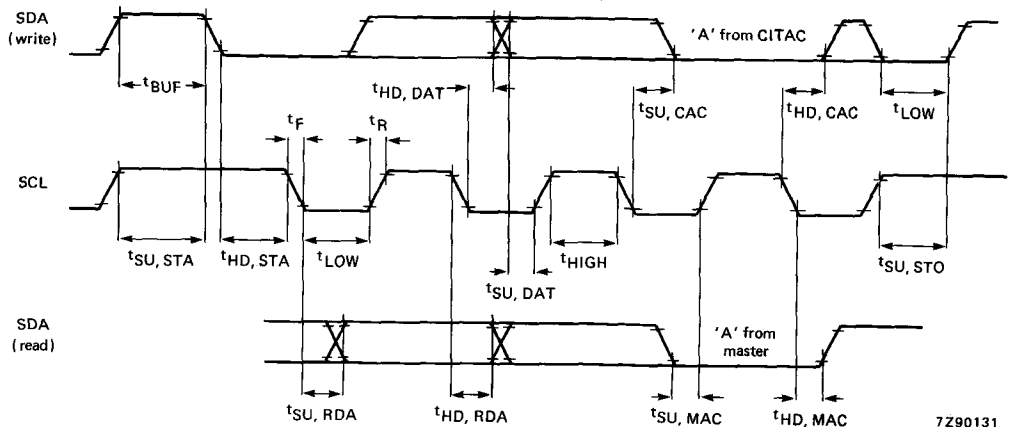 SDA
(write)
'A' from CITAC
tBUF
tHD, DAT
tSU, CAC
tHD, CAC
tLOW
tF
tR
SCL
tSU, STA
tHD, STA
tLOW
tHIGH
tSU, STO
tSU, DAT
SDA
(read)
'A' from
master
tSU, RDA
tHD, RDA
tSU, MAC
tHD, MAC
7Z90131